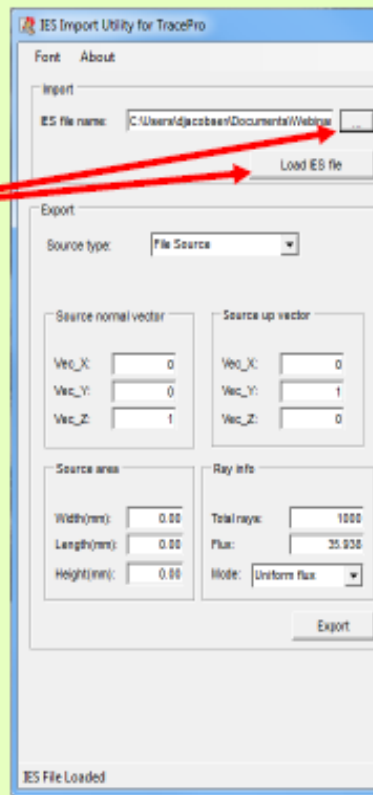 IES Import Utility for TracePro
Font About
Import
IES file name: C:\Users\djacobsen\Documents\Webinar
...
Load IES file
Export
Source type: File Source
Source normal vector Source up vector
Vec_X: 0 Vec_X: 0
Vec_Y: 0 Vec_Y: 1
Vec_Z: 1 Vec_Z: 0
Source area Ray info
Width(mm): 0.00 Total rays: 1000
Length(mm): 0.00 Flux: 35.938
Height(mm): 0.00 Mode: Uniform flux
Export
IES File Loaded